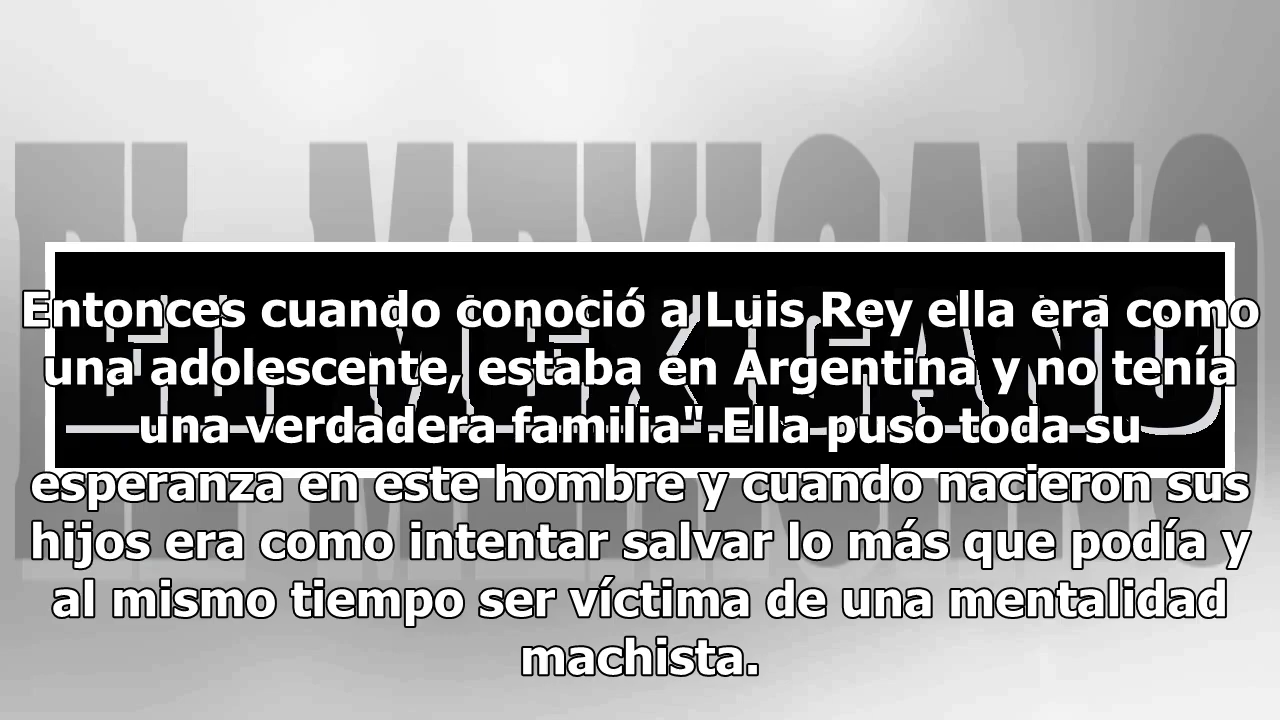 EL MEXICANO
Entonces cuando conoció a Luis Rey ella era como
una adolescente, estaba en Argentina y no tenía
una verdadera familia".Ella puso toda su
esperanza en este hombre y cuando nacieron sus
hijos era como intentar salvar lo más que podía y
al mismo tiempo ser víctima de una mentalidad
machista.